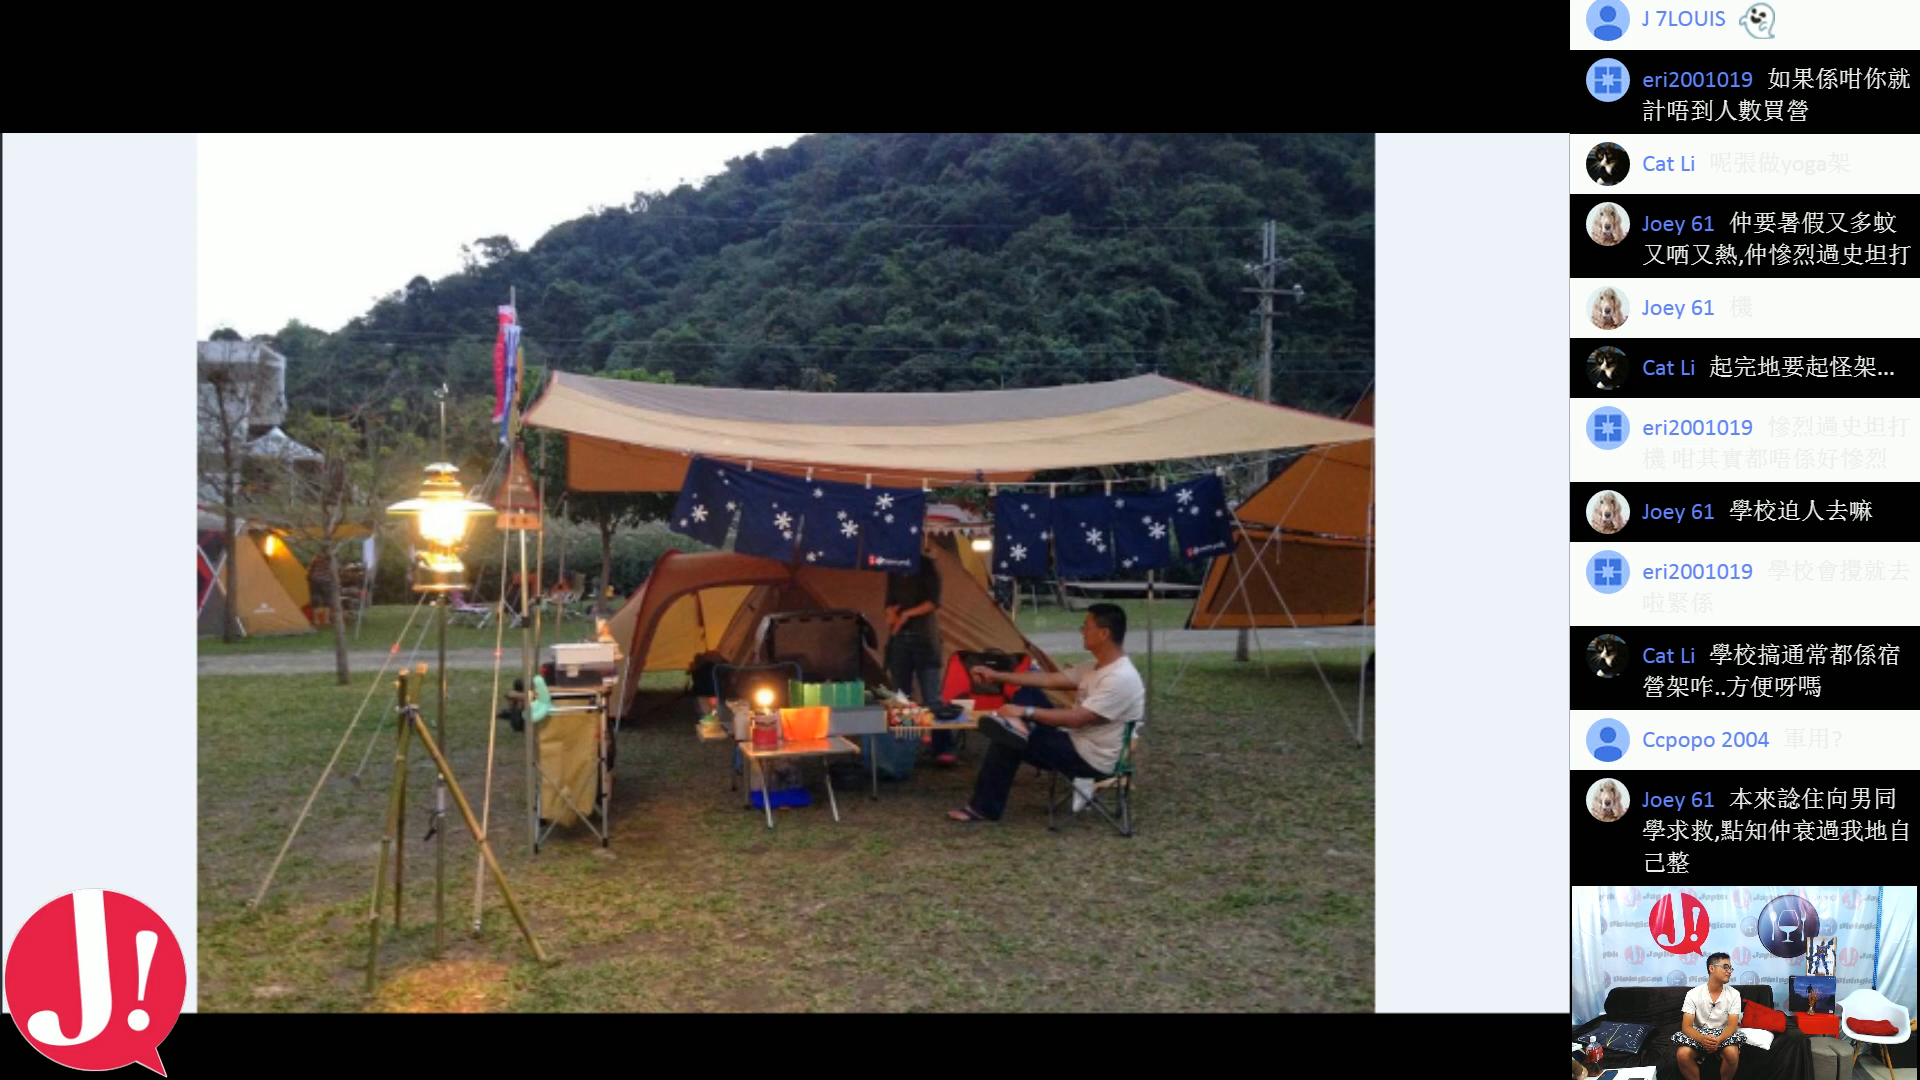 J 7LOUIS
eri2001019 如果係咁你就
計唔到人數買營
Cat Li 呢張做yoga架
Joey 61 仲要暑假又多蚊
又哂又熱,仲慘烈過史坦打
Joey 61 機
Cat Li 起完地要起怪架...
eri2001019 慘烈過史坦打
機 咁其實都唔係好慘烈
Joey 61 學校迫人去嘛
eri2001019 學校會攪就去
啦緊係
Cat Li 學校搞通常都係宿
營架咋..方便呀嗎
Ccpopo 2004 軍用?
Joey 61 本來諗住向男同
學求救,點知仲衰過我地自
己整
J!
J!